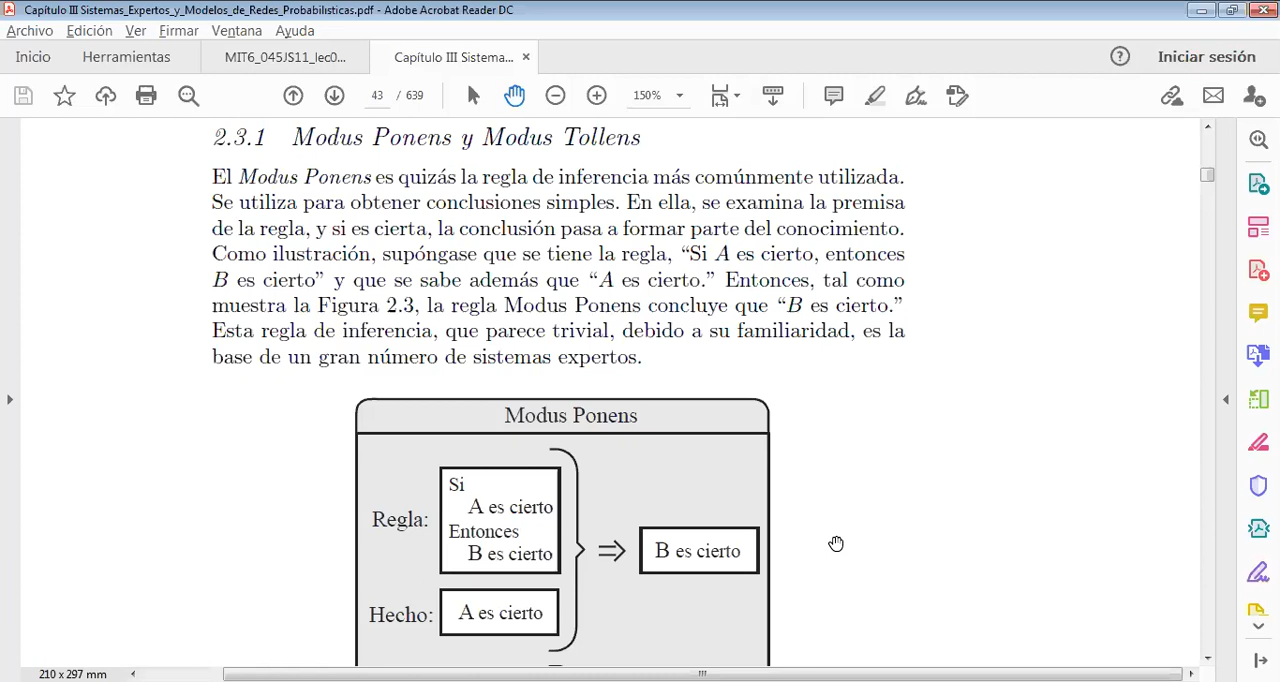 Capítulo III Sistemas_Expertos_y_Modelos_de_Redes_Probabilisticas.pdf - Adobe Acrobat Reader DC
Archivo Edición Ver Firmar Ventana Ayuda
Inicio Herramientas MIT6_045JS11_lec0... Capítulo III Sistema... × ? Iniciar sesión
43 / 639 150%
2.3.1 Modus Ponens y Modus Tollens
El Modus Ponens es quizás la regla de inferencia más comúnmente utilizada.
Se utiliza para obtener conclusiones simples. En ella, se examina la premisa
de la regla, y si es cierta, la conclusión pasa a formar parte del conocimiento.
Como ilustración, supóngase que se tiene la regla, “Si A es cierto, entonces
B es cierto” y que se sabe además que “A es cierto.” Entonces, tal como
muestra la Figura 2.3, la regla Modus Ponens concluye que “B es cierto.”
Esta regla de inferencia, que parece trivial, debido a su familiaridad, es la
base de un gran número de sistemas expertos.
Modus Ponens
Regla:
Si
A es cierto
Entonces
B es cierto
⇒ B es cierto
Hecho: A es cierto
210 x 297 mm